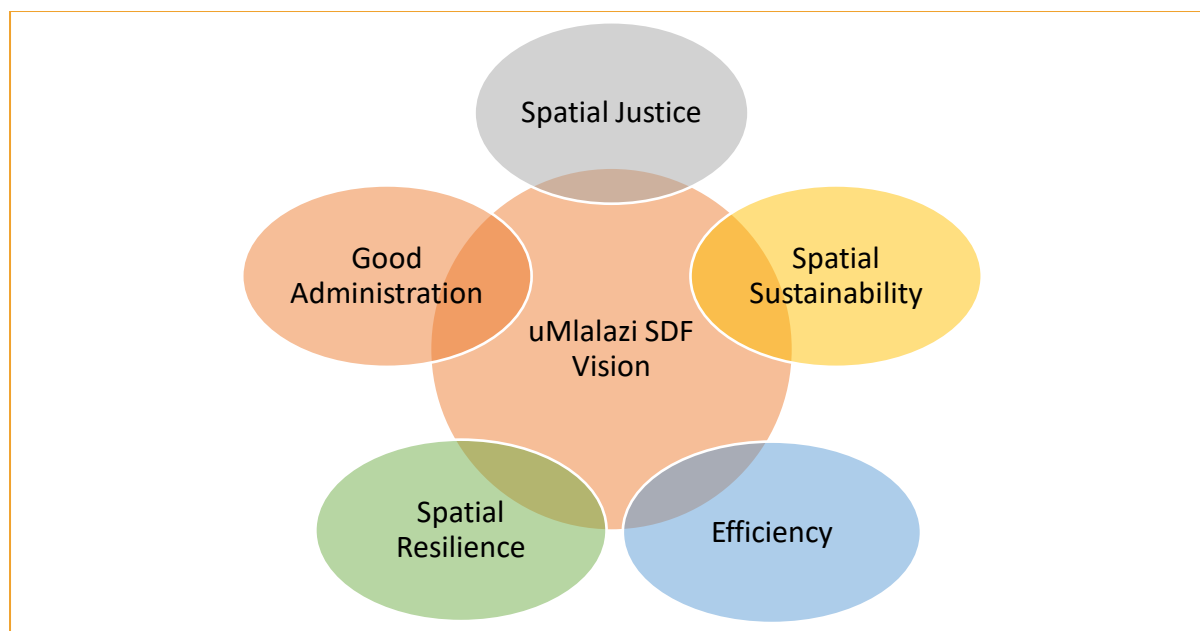 Spatial Justice
Good
Administration
Spatial
Sustainability
uMlalazi SDF
Vision
Spatial
Resilience
Efficiency